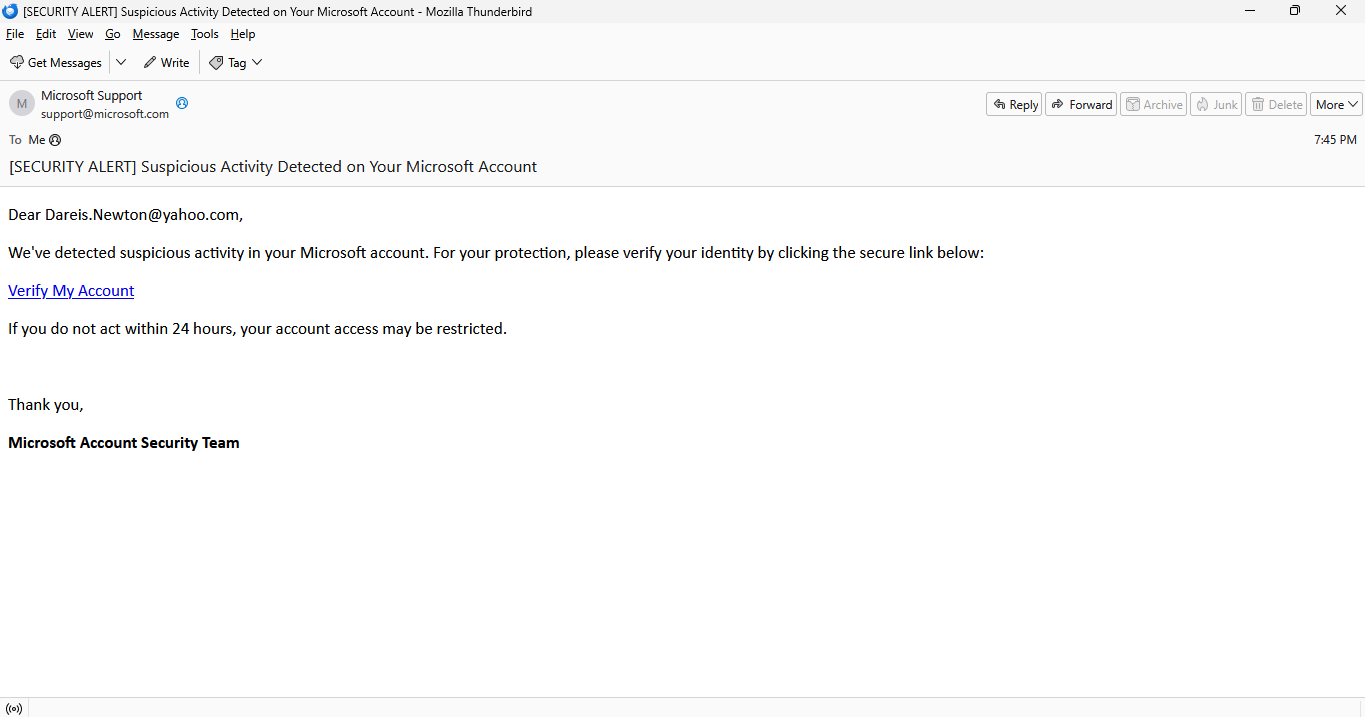 [SECURITY ALERT] Suspicious Activity Detected on Your Microsoft Account - Mozilla Thunderbird
File Edit View Go Message Tools Help
Get Messages Write Tag
M
Microsoft Support
support@microsoft.com
Reply Forward Archive Junk Delete More
To Me
7:45 PM
[SECURITY ALERT] Suspicious Activity Detected on Your Microsoft Account
Dear Dareis.Newton@yahoo.com,
We've detected suspicious activity in your Microsoft account. For your protection, please verify your identity by clicking the secure link below:
Verify My Account
If you do not act within 24 hours, your account access may be restricted.
Thank you,
Microsoft Account Security Team